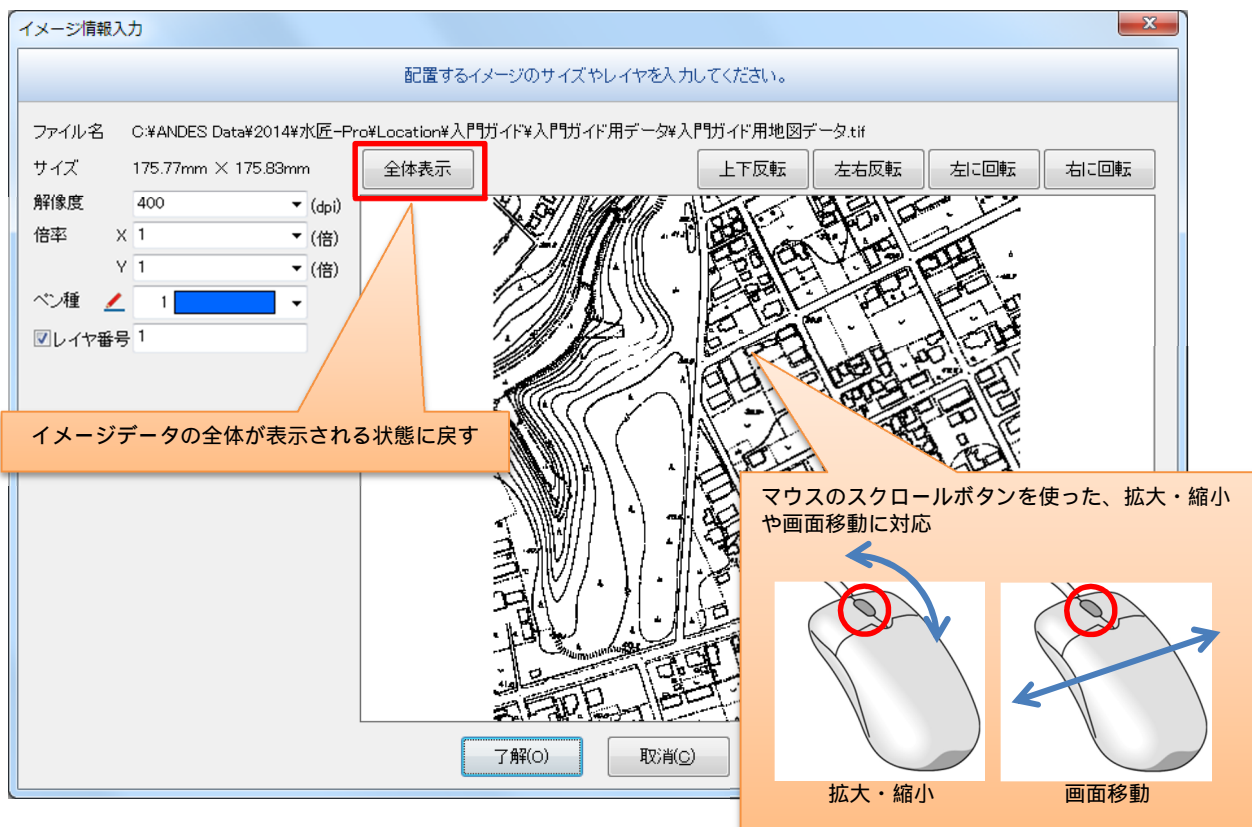 イメージ情報入力
配置するイメージのサイズやレイヤを入力してください。
ファイル名 C:¥ANDES Data¥2014¥水匠-Pro¥Location¥入門ガイド¥入門ガイド用データ¥入門ガイド用地図データ.tif
サイズ 175.77mm × 175.83mm
全体表示 上下反転 左右反転 左に回転 右に回転
解像度 400 (dpi)
倍率 X 1 (倍)
Y 1 (倍)
ペン種 1
レイヤ番号 1
イメージデータの全体が表示される状態に戻す
マウスのスクロールボタンを使った、拡大・縮小
や画面移動に対応
拡大・縮小 画面移動
了解(O) 取消(C)